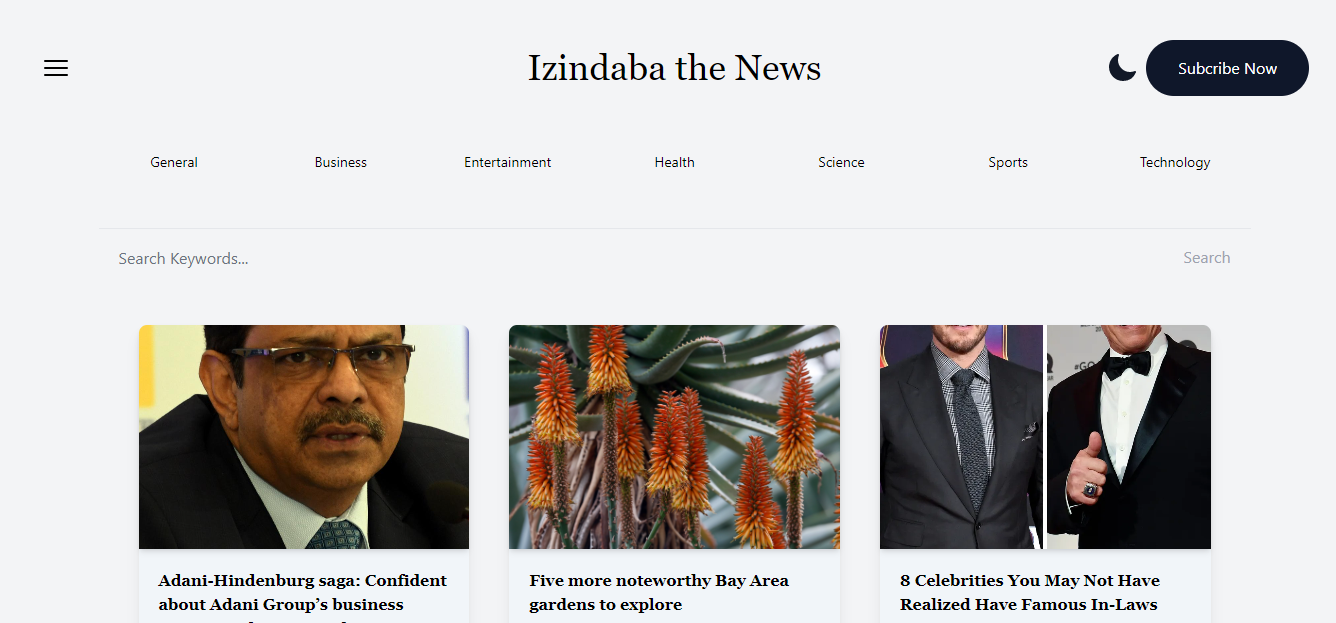 Izindaba the News
Subcribe Now
General
Business
Entertainment
Health
Science
Sports
Technology
Search Keywords...
Search
Adani-Hindenburg saga: Confident
about Adani Group’s business
Five more noteworthy Bay Area
gardens to explore
8 Celebrities You May Not Have
Realized Have Famous In-Laws